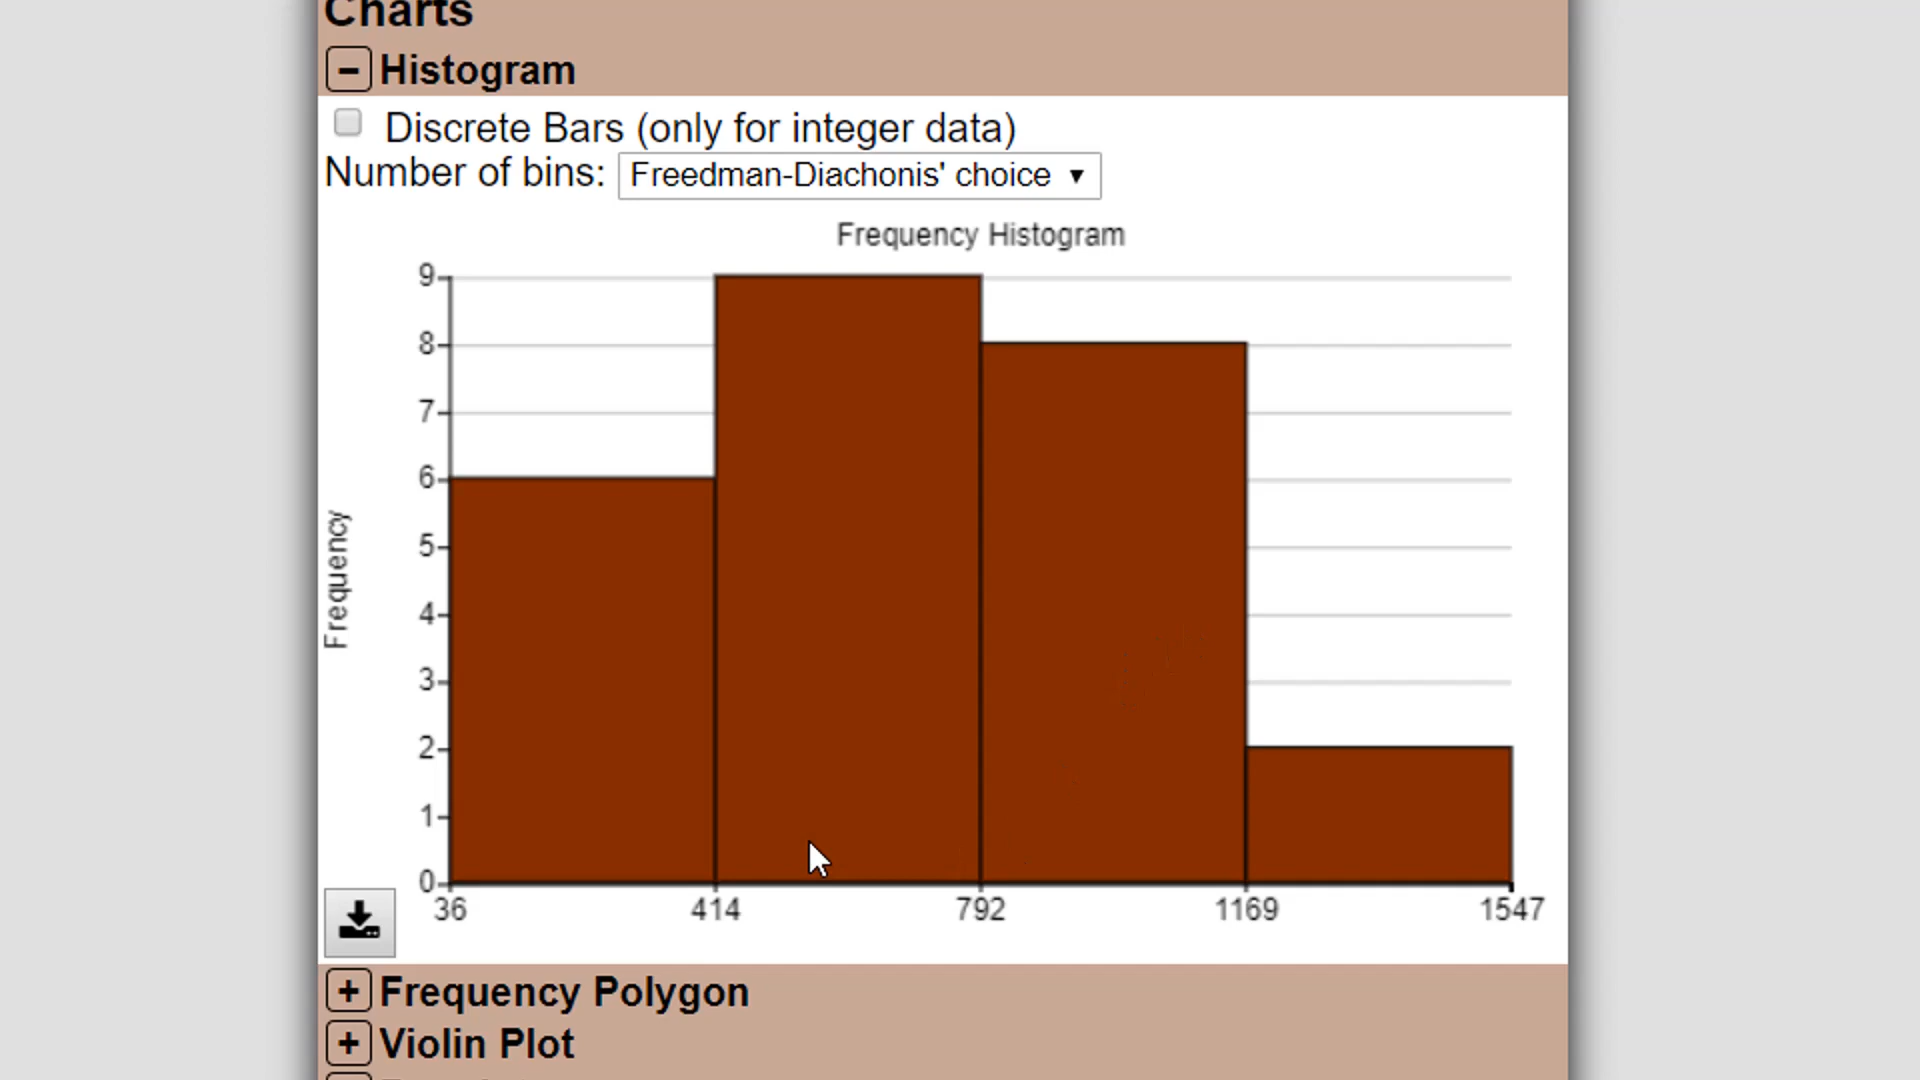 Charts
− Histogram
Discrete Bars (only for integer data)
Number of bins: Freedman-Diachonis' choice ▼
Frequency Histogram
9
8
7
6
5
4
3
2
1
0
Frequency
36 414 792 1169 1547
+ Frequency Polygon
+ Violin Plot